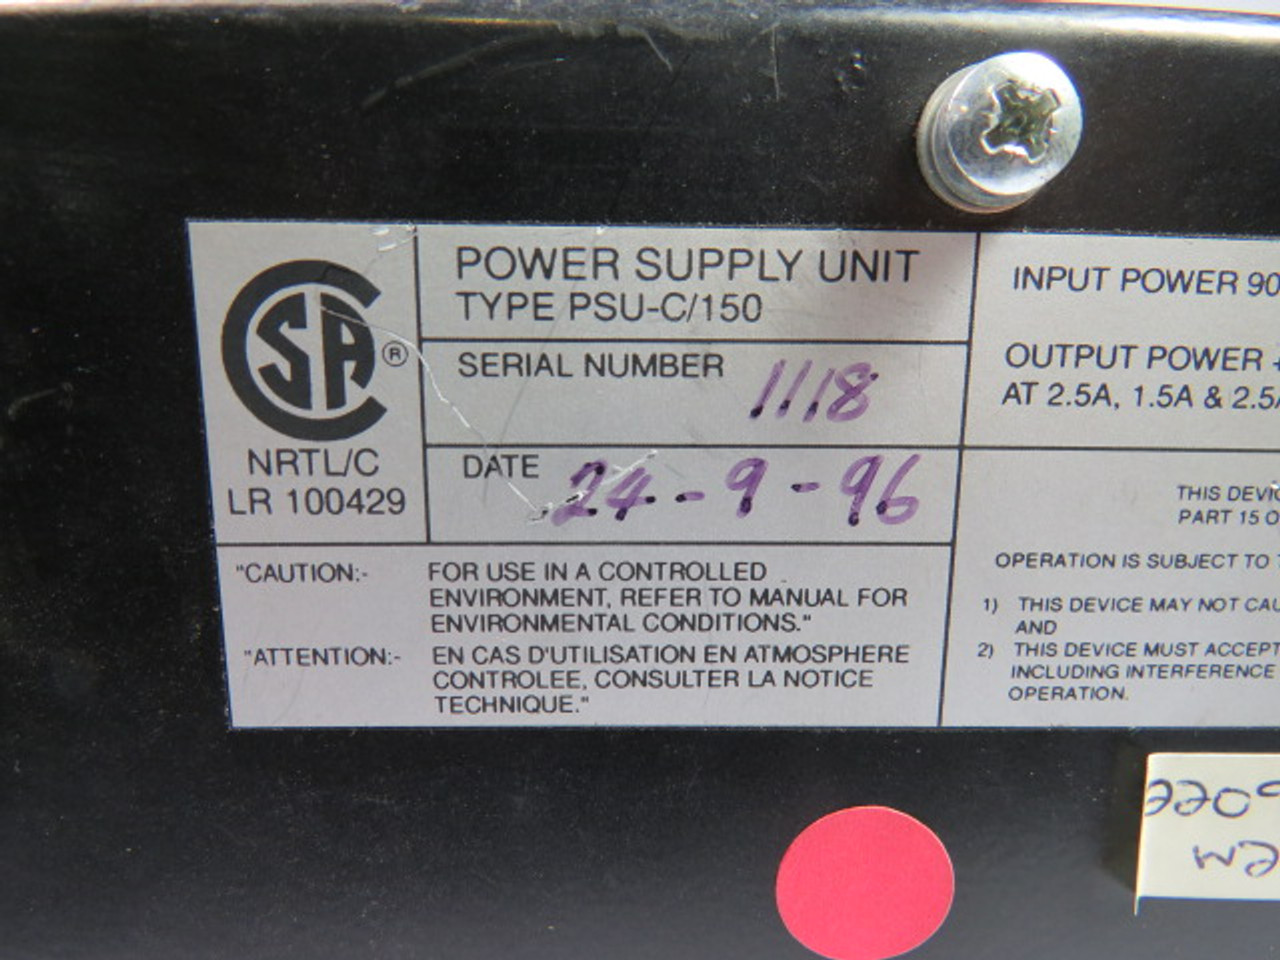 SA ®
NRTL/C
LR 100429
POWER SUPPLY UNIT
TYPE PSU-C/150
SERIAL NUMBER 1118
DATE 24-9-96
"CAUTION:- FOR USE IN A CONTROLLED
ENVIRONMENT, REFER TO MANUAL FOR
ENVIRONMENTAL CONDITIONS."
"ATTENTION:- EN CAS D'UTILISATION EN ATMOSPHERE
CONTROLEE, CONSULTER LA NOTICE
TECHNIQUE."
INPUT POWER 90
OUTPUT POWER
AT 2.5A, 1.5A & 2.5A
THIS
PART 15
OPERATION IS SUBJECT TO
1) THIS DEVICE MAY NOT
AND
2) THIS DEVICE MUST ACCEPT
INCLUDING INTERFERENCE
OPERATION.